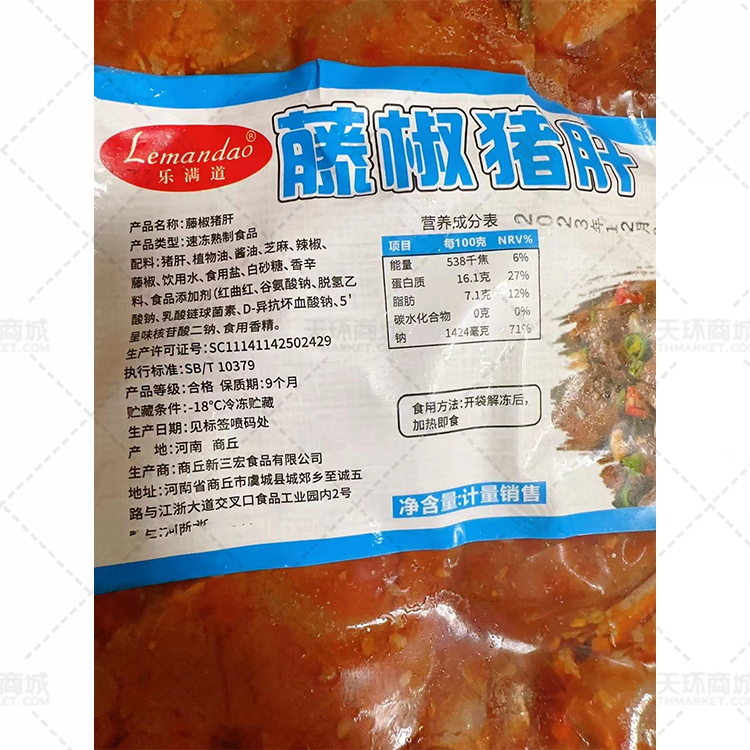 Lemandao®
乐满道
藤椒猪肝
产品名称:藤椒猪肝
产品类型:速冻熟制食品
配料:猪肝、植物油、酱油、芝麻、辣椒、
藤椒、饮用水、食用盐、白砂糖、香辛
料、食品添加剂(红曲红、谷氨酸钠、脱氢乙
酸钠、乳酸链球菌素、D-异抗坏血酸钠、5'
呈味核苷酸二钠、食用香精。
生产许可证号:SC11141142502429
执行标准:SB/T 10379
产品等级:合格 保质期:9个月
贮藏条件:-18℃冷冻贮藏
生产日期:见标签喷码处
产 地:河南 商丘
生产商:商丘新三宏食品有限公司
地址:河南省商丘市虞城县城郊乡至诚五
路与江浙大道交叉口食品工业园内2号
营养成分表
2023年12月
项目 每100克 NRV%
能量 538千焦 6%
蛋白质 16.1克 27%
脂肪 7.1克 12%
碳水化合物 0克 0%
钠 1424毫克 71%
食用方法:开袋解冻后,
加热即食
净含量:计量销售
天环商城
THMARKET.COM